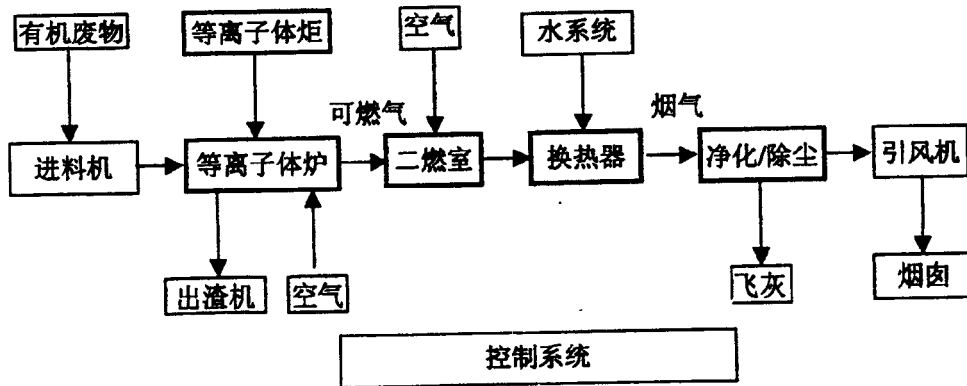 有机废物
等离子体炬
空气
水系统
可燃气
烟气
进料机
等离子体炉
二燃室
换热器
净化/除尘
引风机
出渣机
空气
飞灰
烟囱
控制系统